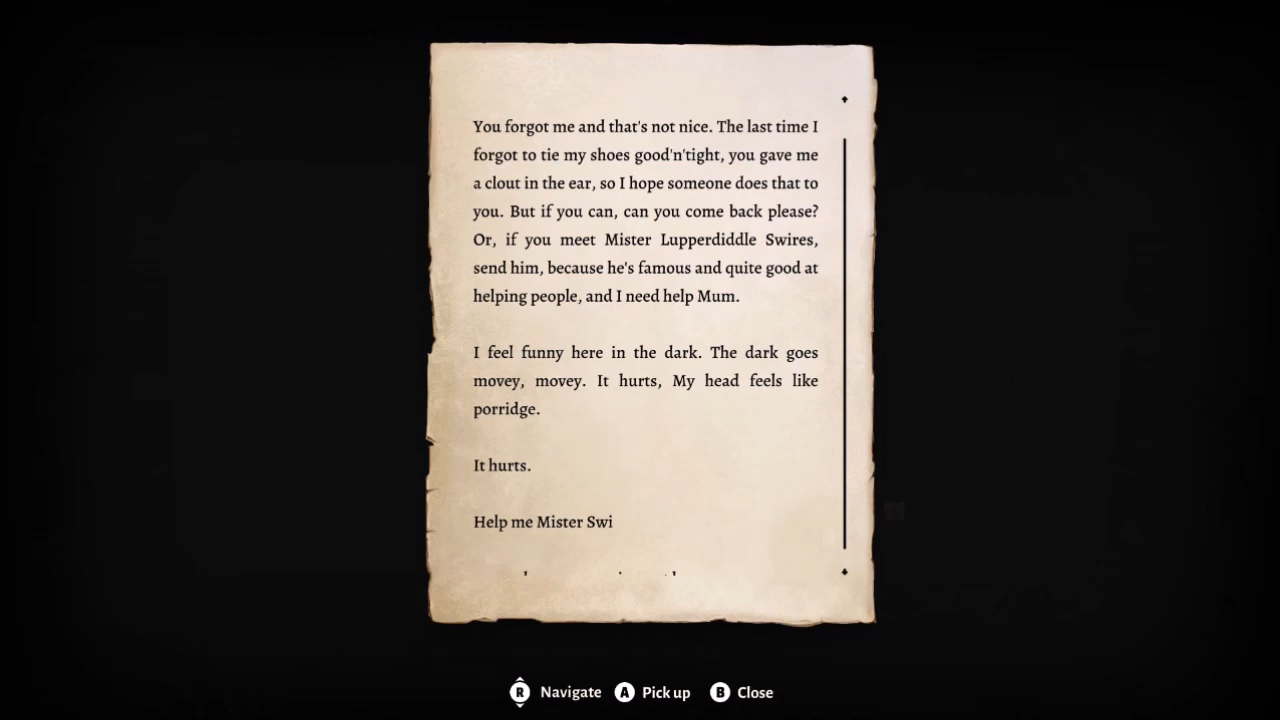 You forgot me and that's not nice. The last time I
forgot to tie my shoes good'n'tight, you gave me
a clout in the ear, so I hope someone does that to
you. But if you can, can you come back please?
Or, if you meet Mister Lupperdiddle Swires,
send him, because he's famous and quite good at
helping people, and I need help Mum.
I feel funny here in the dark. The dark goes
movey, movey. It hurts, My head feels like
porridge.
It hurts.
Help me Mister Swi
R Navigate A Pick up B Close